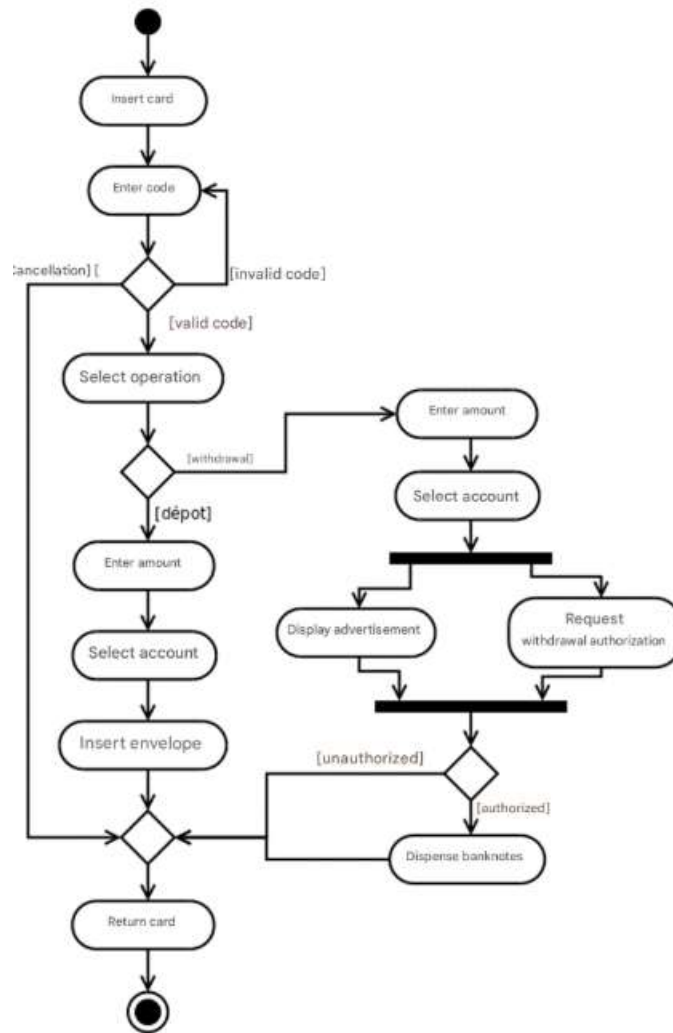 Insert card
Enter code
Cancellation] [
[invalid code]
[valid code]
Select operation
[withdrawal]
[dépot]
Enter amount
Select account
Insert envelope
Enter amount
Select account
Display advertisement
Request
withdrawal authorization
[unauthorized]
[authorized]
Dispense banknotes
Return card